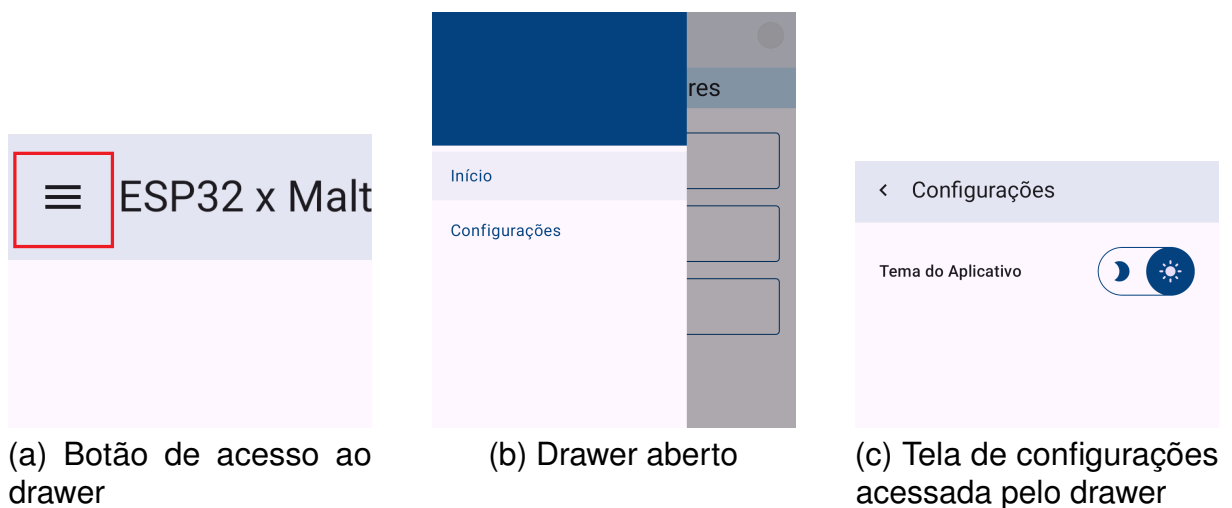 ESP32 x Malt
(a) Botão de acesso ao
drawer
res
Início
Configurações
(b) Drawer aberto
Configurações
Tema do Aplicativo
(c) Tela de configurações
acessada pelo drawer